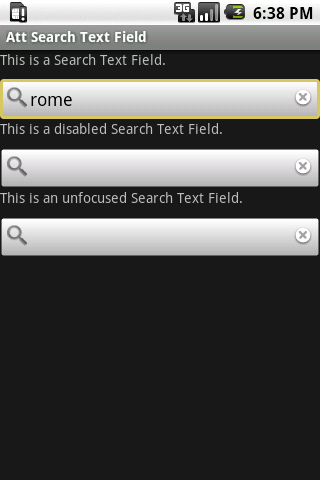 3G 6:38 PM
Att Search Text Field
This is a Search Text Field.
rome
This is a disabled Search Text Field.
This is an unfocused Search Text Field.